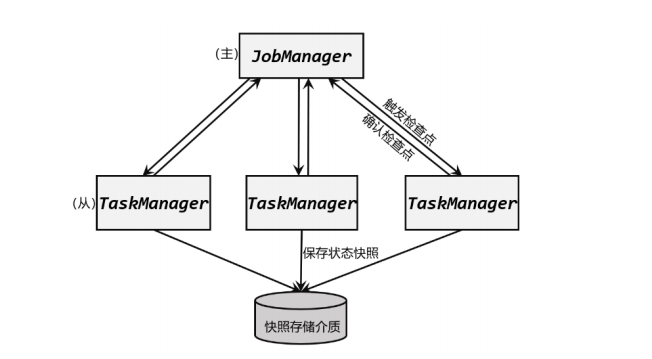 (主)
JobManager
触发检查点
确认检查点
(从)
TaskManager
TaskManager
TaskManager
保存状态快照
快照存储介质